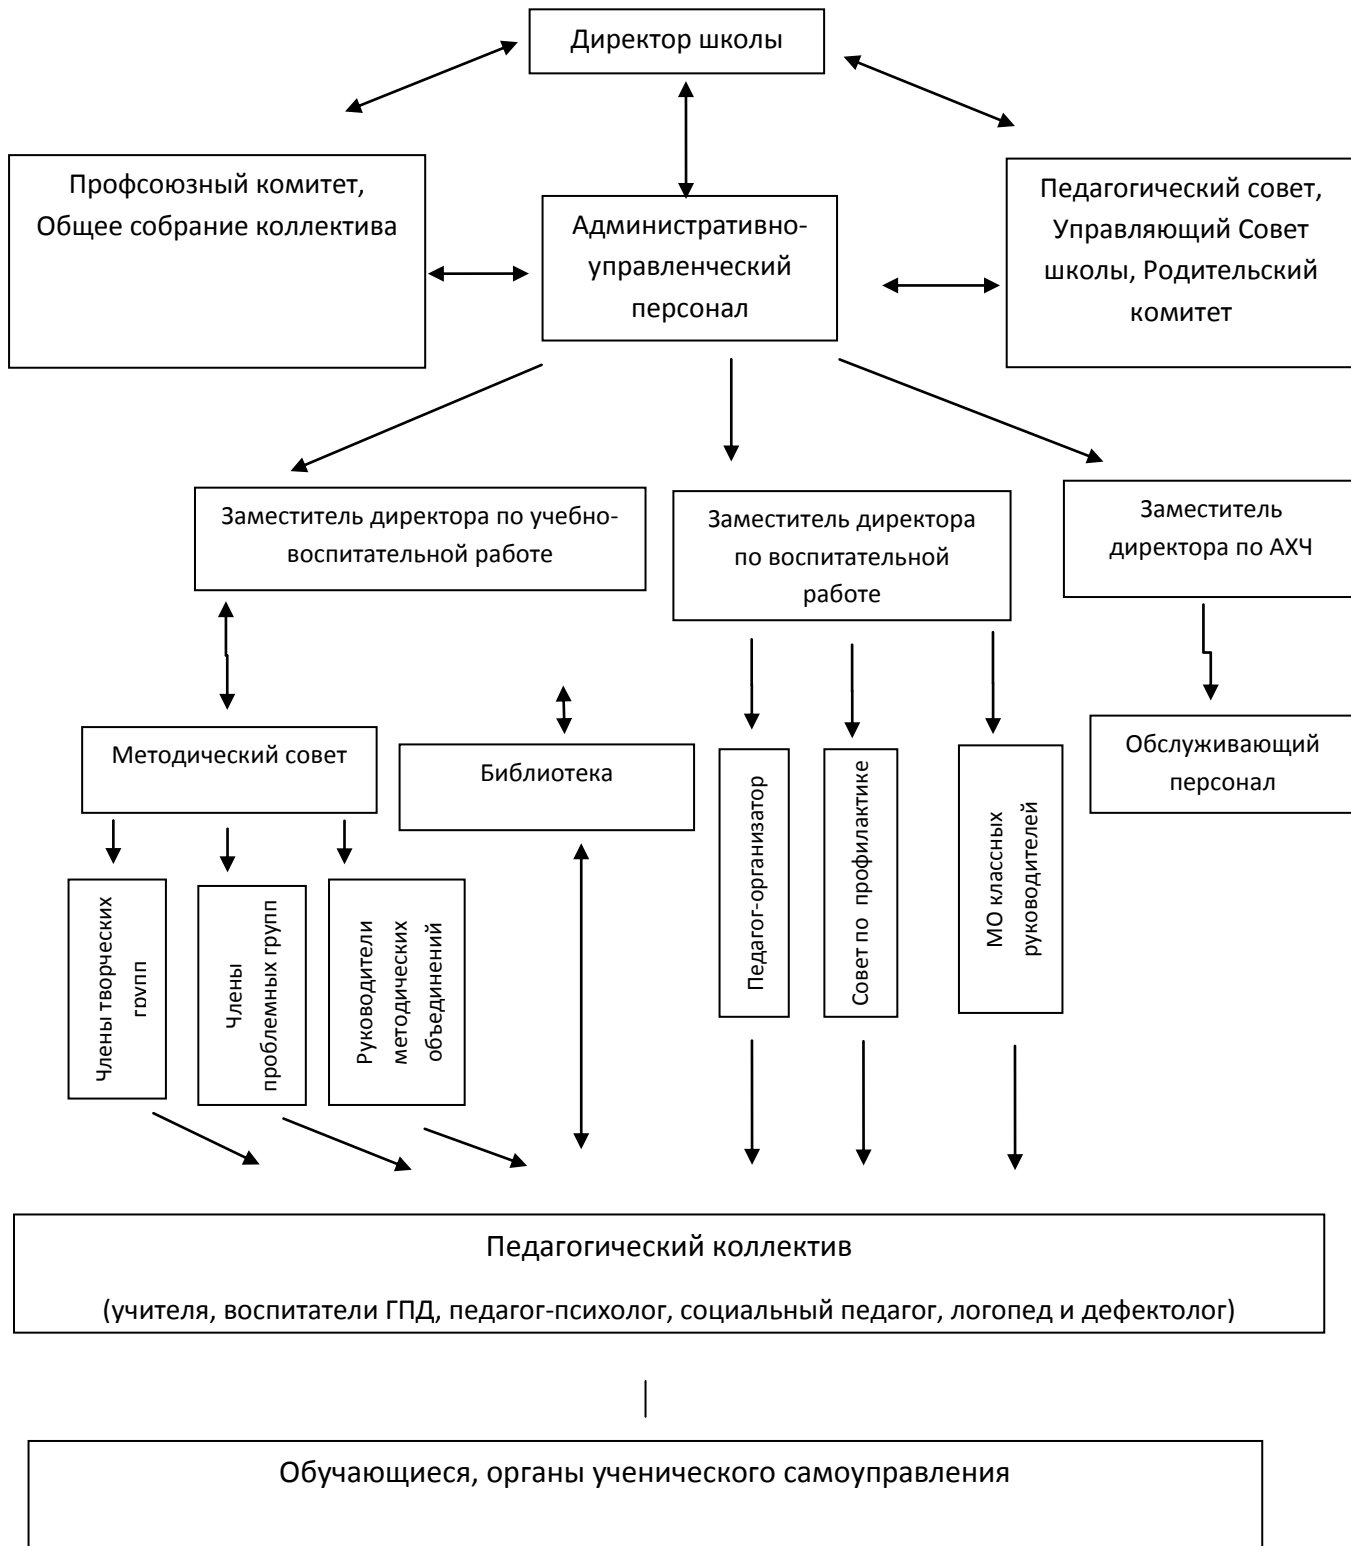 Директор школы
Профсоюзный комитет,
Общее собрание коллектива
Административно-
управленческий
персонал
Педагогический совет,
Управляющий Совет
школы, Родительский
комитет
Заместитель директора по учебно-
воспитательной работе
Заместитель директора
по воспитательной
работе
Заместитель
директора по АХЧ
Методический совет
Библиотека
Педагог-организатор
Совет по профилактике
МО классных
руководителей
Обслуживающий
персонал
Члены творческих
групп
Члены
проблемных групп
Руководители
методических
объединений
Педагогический коллектив
(учителя, воспитатели ГПД, педагог-психолог, социальный педагог, логопед и дефектолог)
Обучающиеся, органы ученического самоуправления